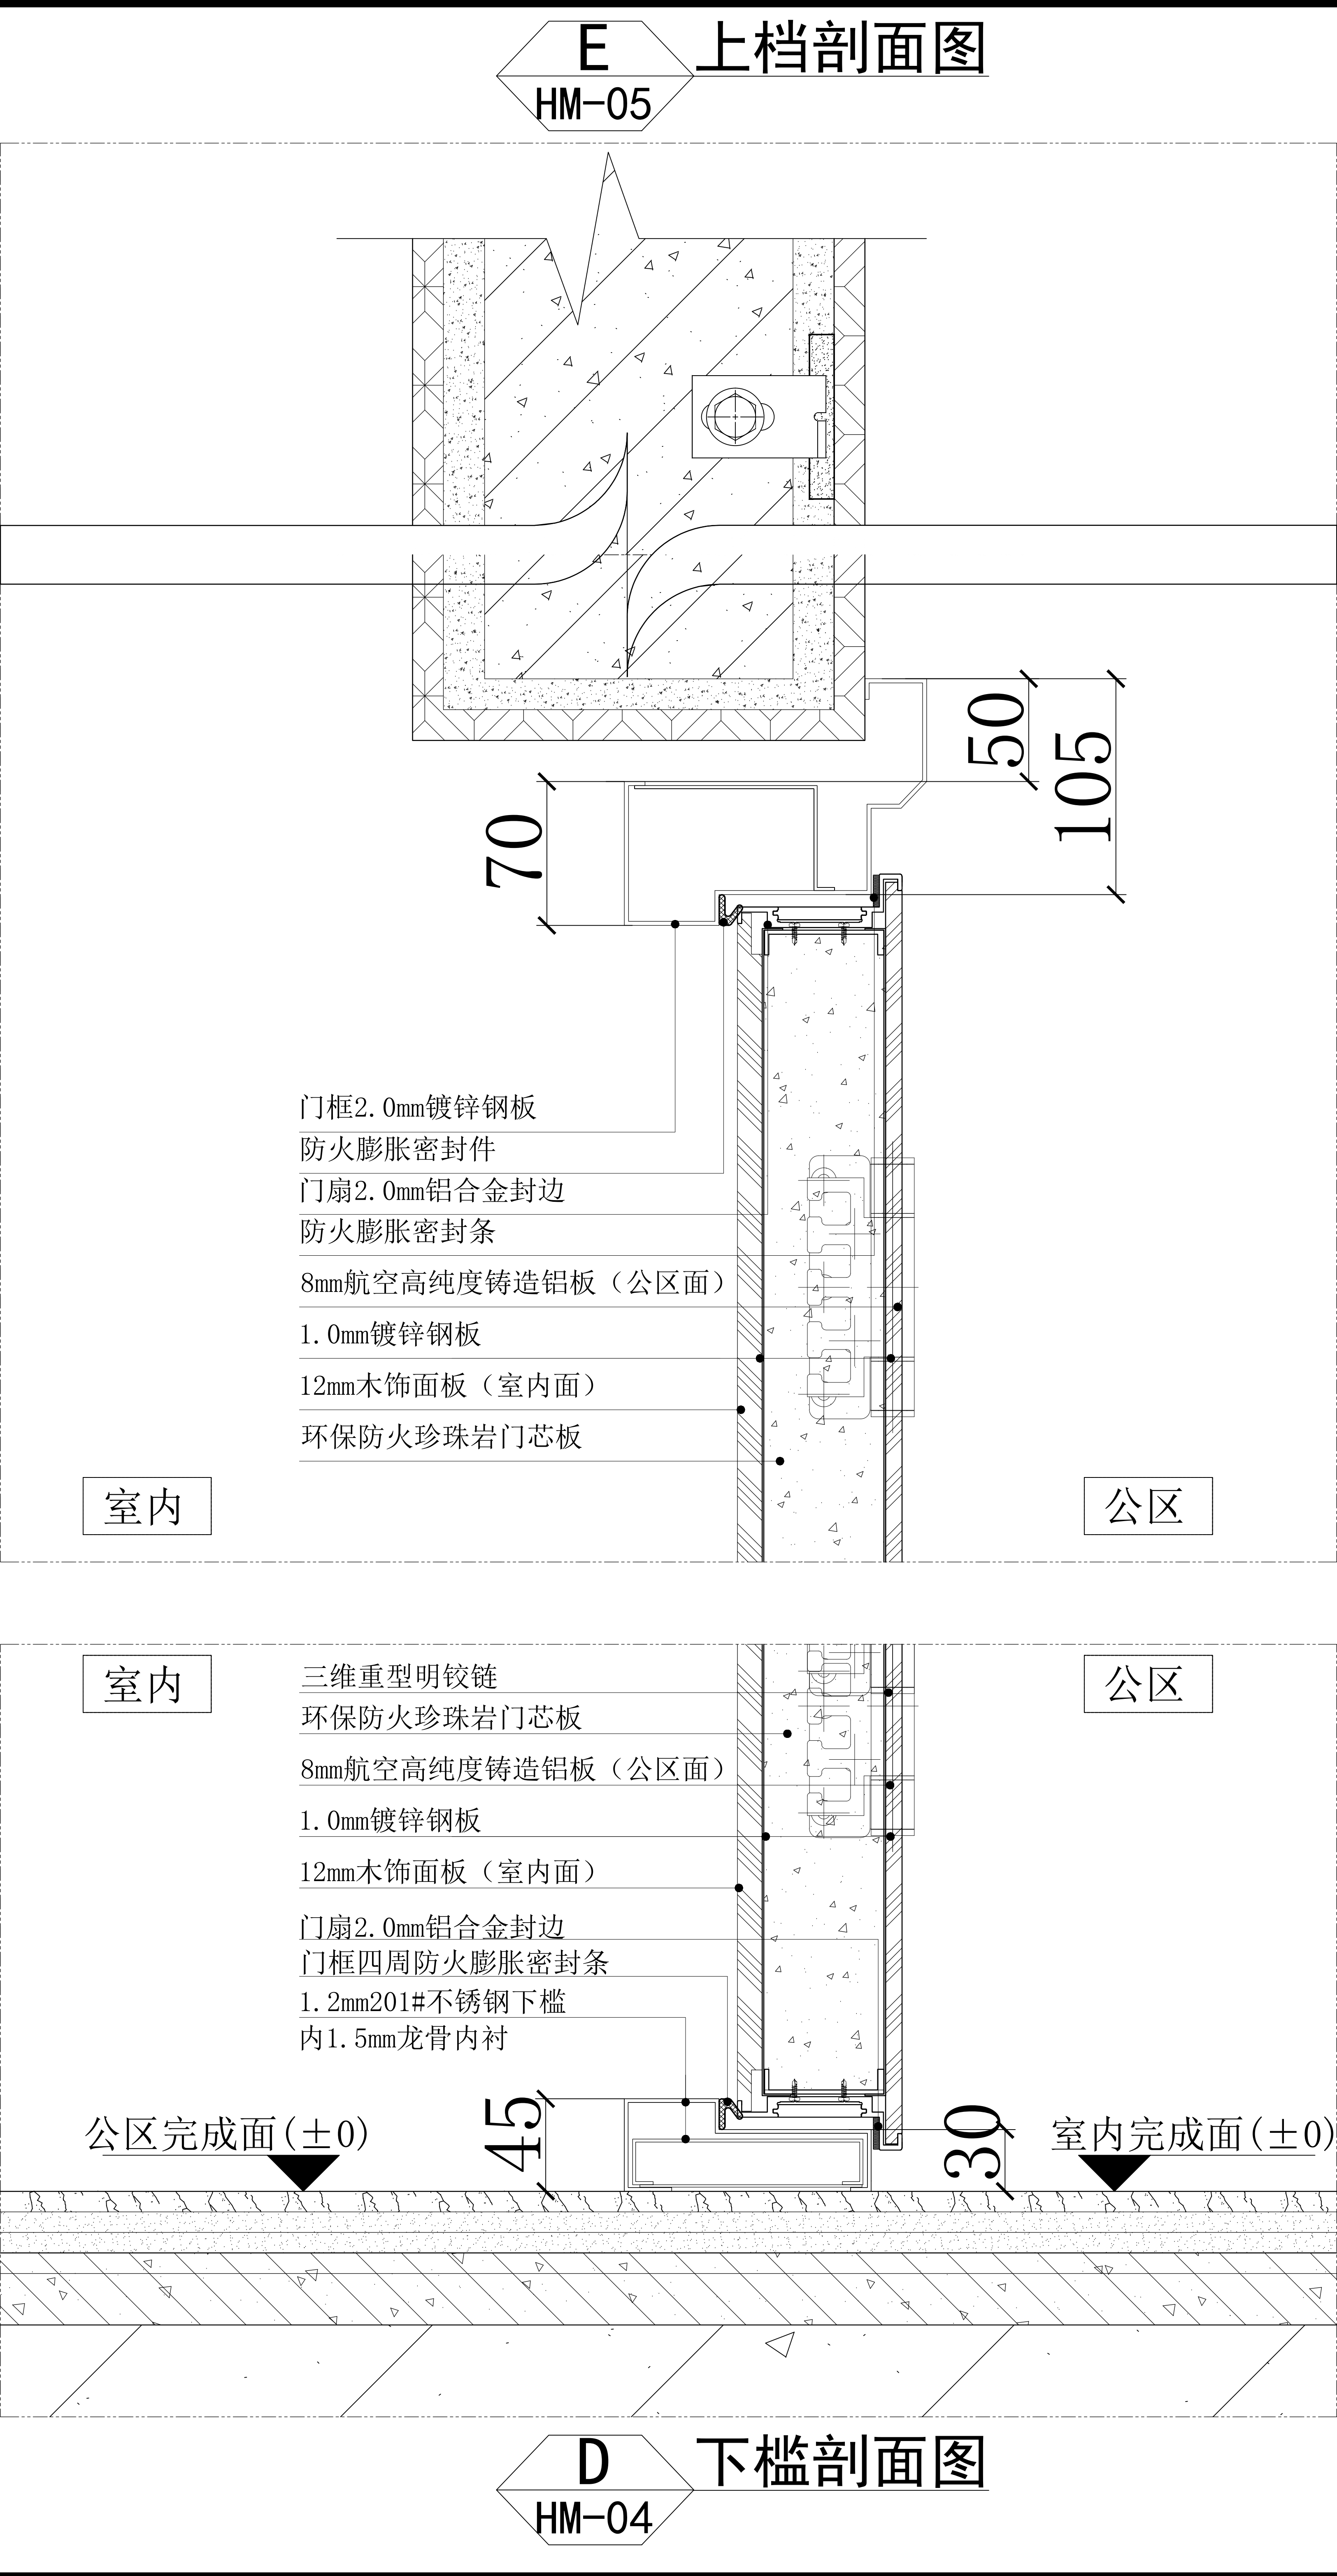 E
HM-05
上档剖面图
50
105
70
门框2.0mm镀锌钢板
防火膨胀密封件
门扇2.0mm铝合金封边
防火膨胀密封条
8mm航空高纯度铸造铝板（公区面）
1.0mm镀锌钢板
12mm木饰面板（室内面）
环保防火珍珠岩门芯板
室内
公区
室内
公区
三维重型明铰链
环保防火珍珠岩门芯板
8mm航空高纯度铸造铝板（公区面）
1.0mm镀锌钢板
12mm木饰面板（室内面）
门扇2.0mm铝合金封边
门框四周防火膨胀密封条
1.2mm201#不锈钢下槛
内1.5mm龙骨内衬
45
30
公区完成面(±0)
室内完成面(±0)
D
HM-04
下槛剖面图